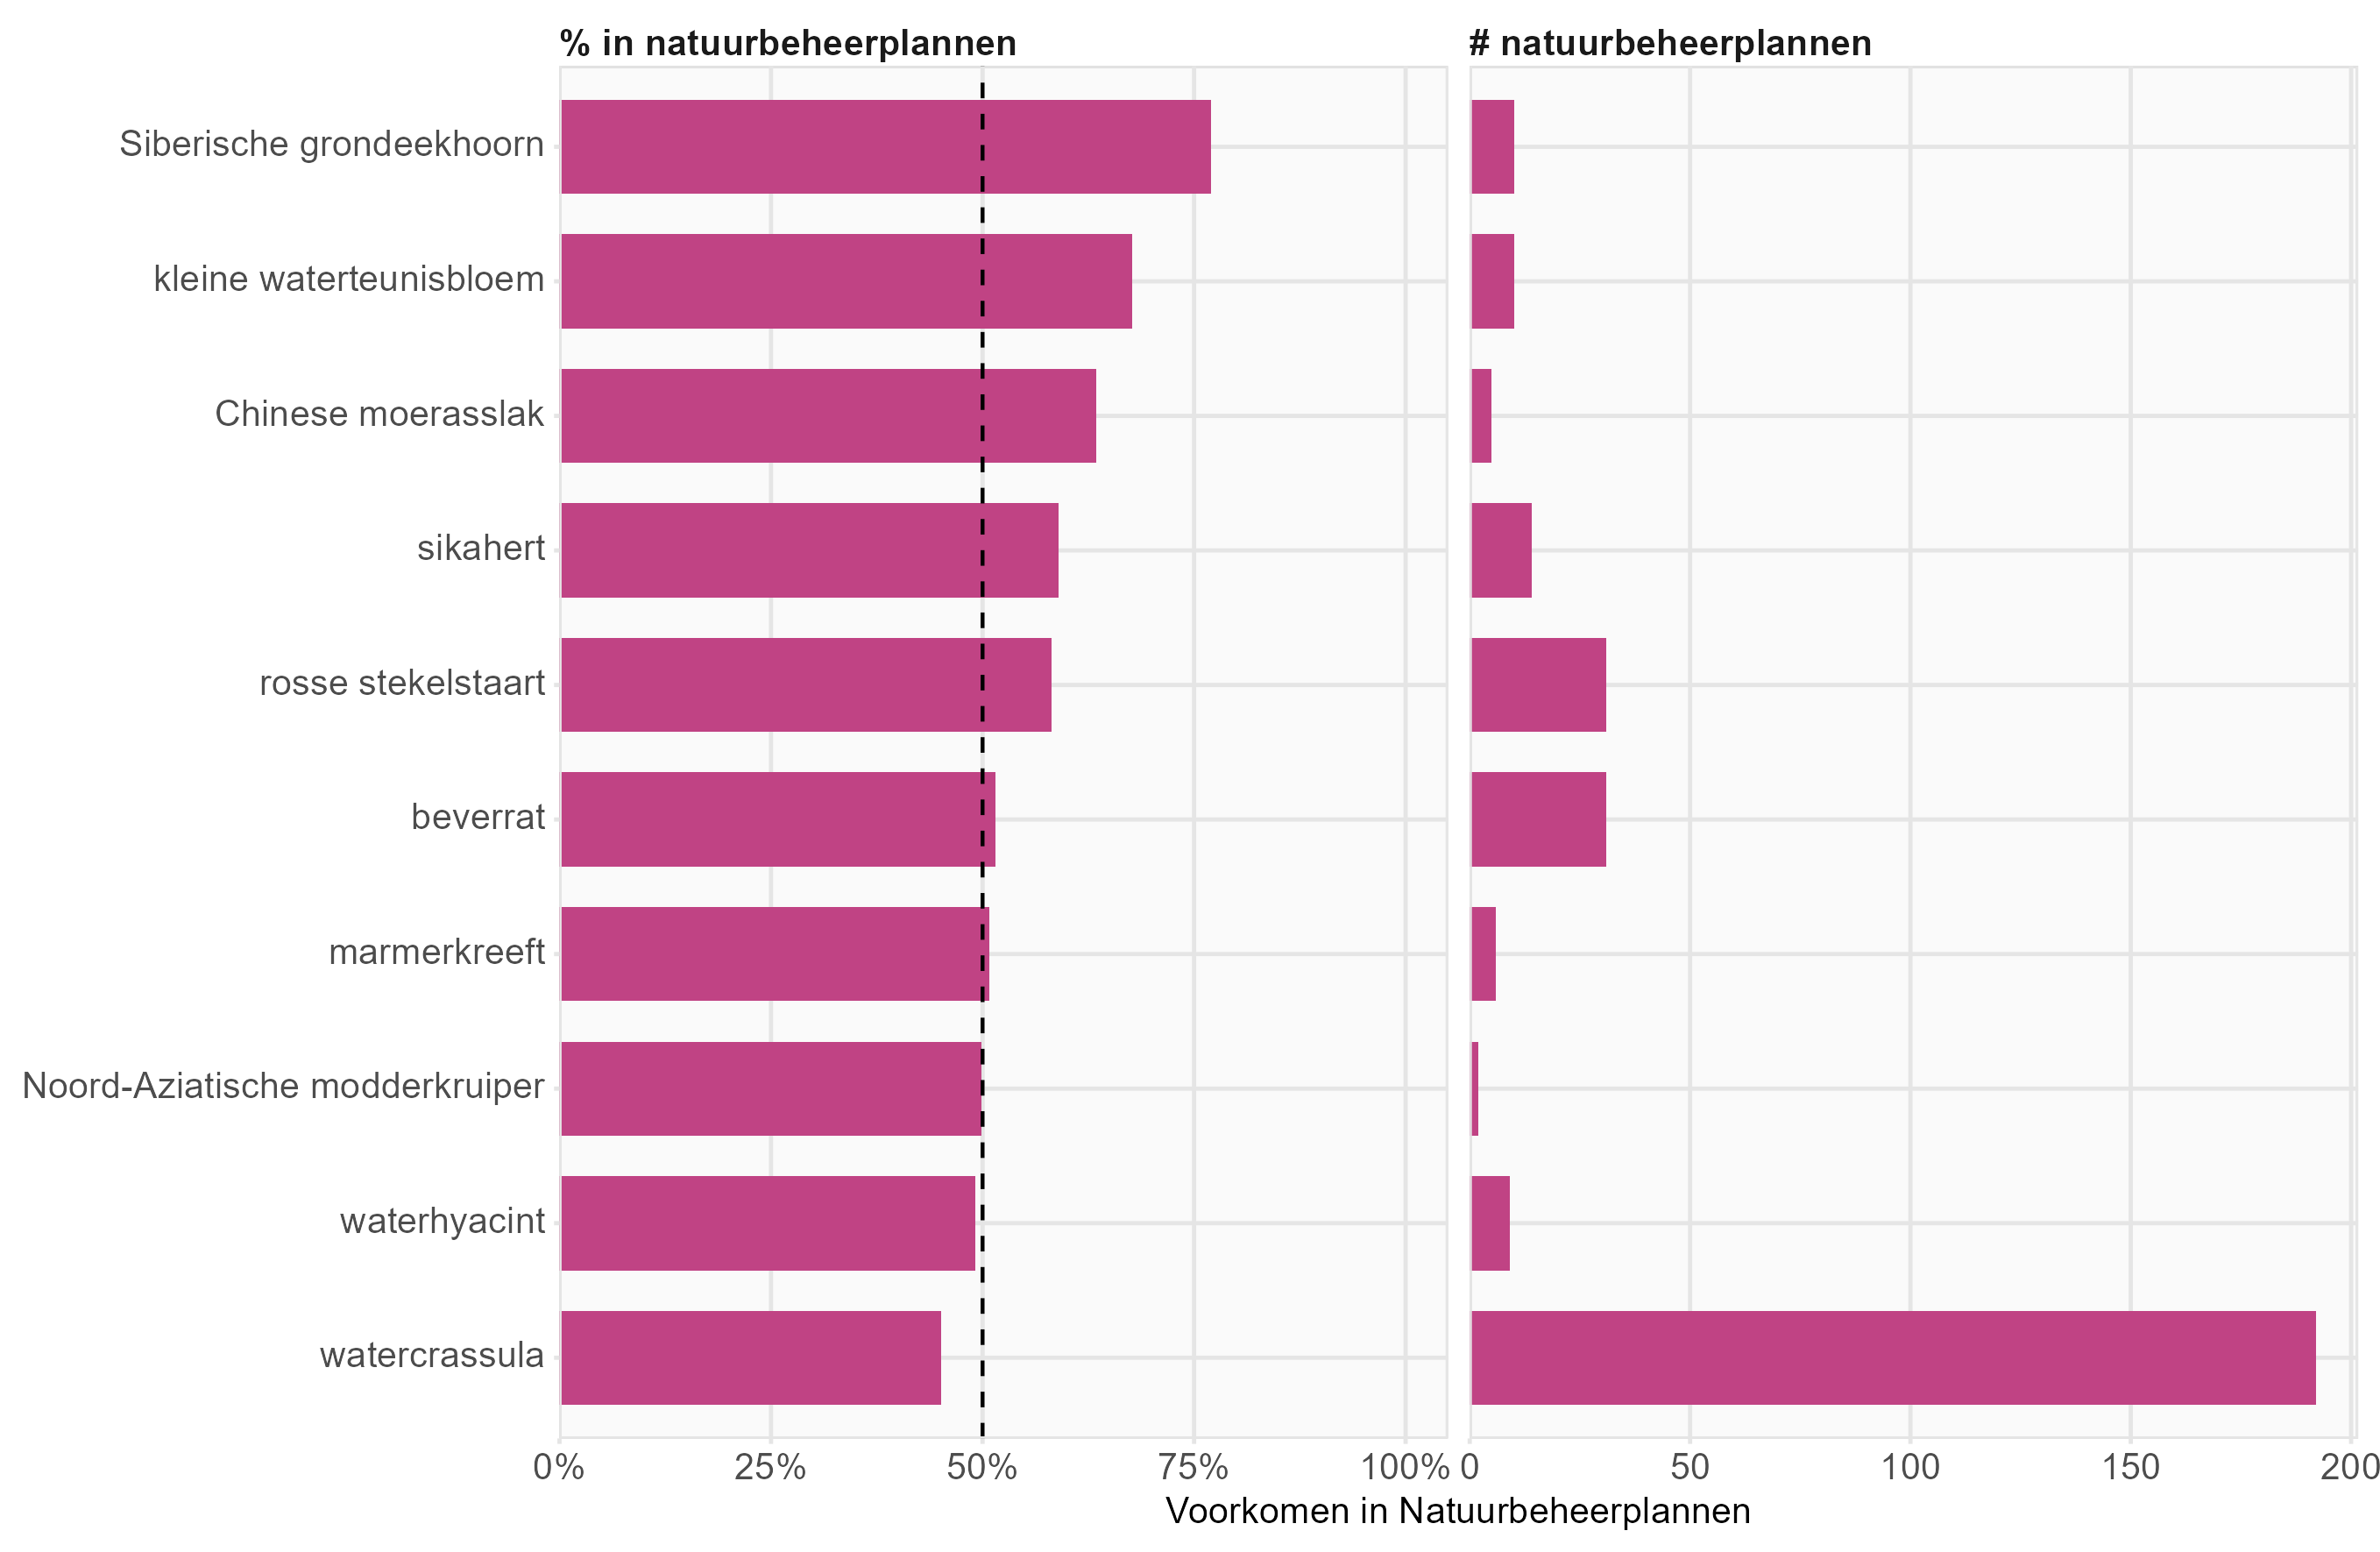 % in natuurbeheerplannen
# natuurbeheerplannen
Siberische grondeekhoorn
kleine waterteunisbloem
Chinese moerasslak
sikahert
rosse stekelstaart
beverrat
marmerkreeft
Noord-Aziatische modderkruiper
waterhyacint
watercrassula
0% 25% 50% 75% 100% 0 50 100 150 200
Voorkomen in Natuurbeheerplannen